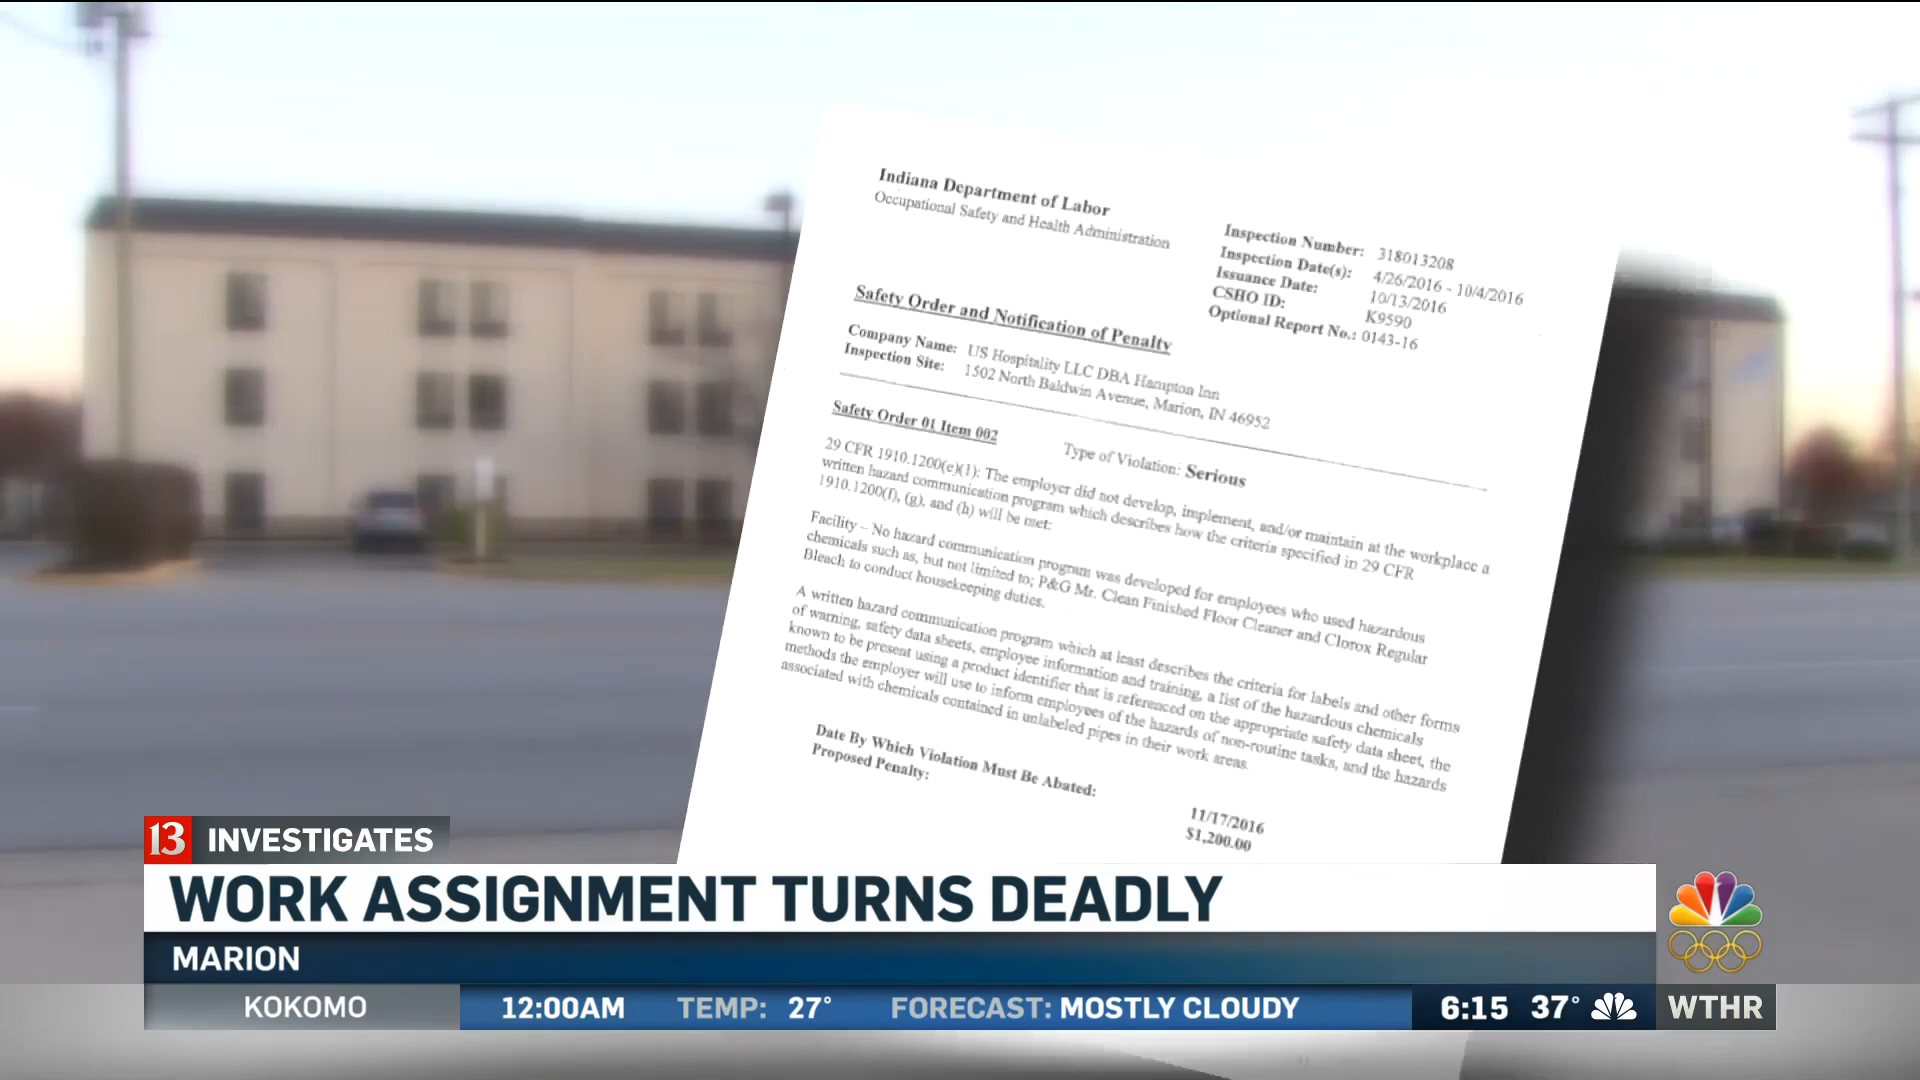 Indiana Department of Labor
Occupational Safety and Health Administration
Inspection Number: 318013208
Inspection Date(s): 4/26/2016 - 10/4/2016
Issuance Date: 10/13/2016
CSHO ID: K9590
Optional Report No.: 0143-16
Safety Order and Notification of Penalty
Company Name: US Hospitality LLC DBA Hampton Inn
Inspection Site: 1502 North Baldwin Avenue, Marion, IN 46952
Safety Order 01 Item 002 Type of Violation: Serious
29 CFR 1910.1200(e)(1): The employer did not develop, implement, and/or maintain at the workplace a
written hazard communication program which describes how the criteria specified in 29 CFR
1910.1200(f), (g), and (h) will be met:
Facility – No hazard communication program was developed for employees who used hazardous
chemicals such as, but not limited to; P&G Mr. Clean Finished Floor Cleaner and Clorox Regular
Bleach to conduct housekeeping duties.
A written hazard communication program which at least describes the criteria for labels and other forms
of warning, safety data sheets, employee information and training, a list of the hazardous chemicals
known to be present using a product identifier that is referenced on the appropriate safety data sheet, the
methods the employer will use to inform employees of the hazards of non-routine tasks, and the hazards
associated with chemicals contained in unlabeled pipes in their work areas.
Date By Which Violation Must Be Abated: 11/17/2016
Proposed Penalty: $1,200.00
13 INVESTIGATES
WORK ASSIGNMENT TURNS DEADLY
MARION
KOKOMO 12:00AM TEMP: 27° FORECAST: MOSTLY CLOUDY 6:15 37° WTHR